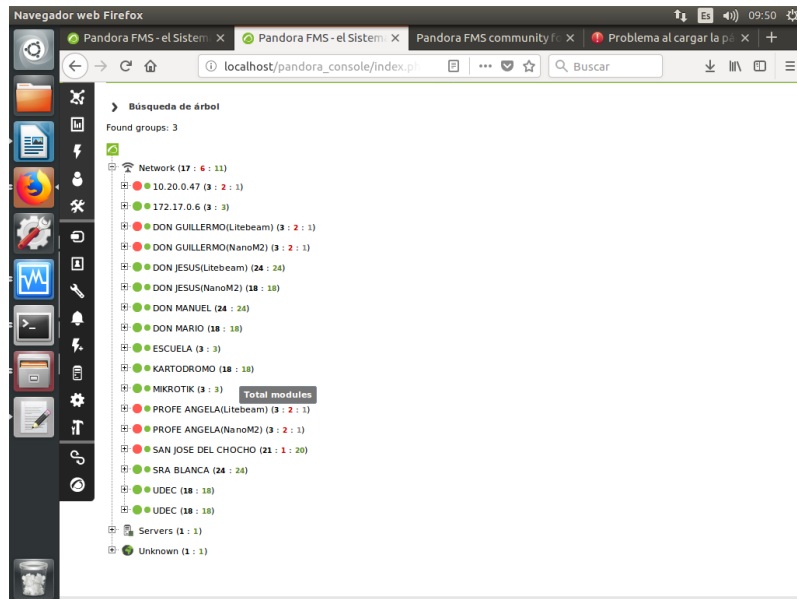 Navegador web Firefox
Es
09:50
Pandora FMS - el Sistem
Pandora FMS - el Sistem
Pandora FMS community f
Problema al cargar la pá
localhost/pandora_console/index.ph
Buscar
Búsqueda de árbol
Found groups: 3
Network (17 : 6 : 11)
10.20.0.47 (3 : 2 : 1)
172.17.0.6 (3 : 3)
DON GUILLERMO(Litebeam) (3 : 2 : 1)
DON GUILLERMO(NanoM2) (3 : 2 : 1)
DON JESUS(Litebeam) (24 : 24)
DON JESUS(NanoM2) (18 : 18)
DON MANUEL (24 : 24)
DON MARIO (18 : 18)
ESCUELA (3 : 3)
KARTODROMO (18 : 18)
MIKROTIK (3 : 3)
Total modules
PROFE ANGELA(Litebeam) (3 : 2 : 1)
PROFE ANGELA(NanoM2) (3 : 2 : 1)
SAN JOSE DEL CHOCHO (21 : 1 : 20)
SRA BLANCA (24 : 24)
UDEC (18 : 18)
UDEC (18 : 18)
Servers (1 : 1)
Unknown (1 : 1)